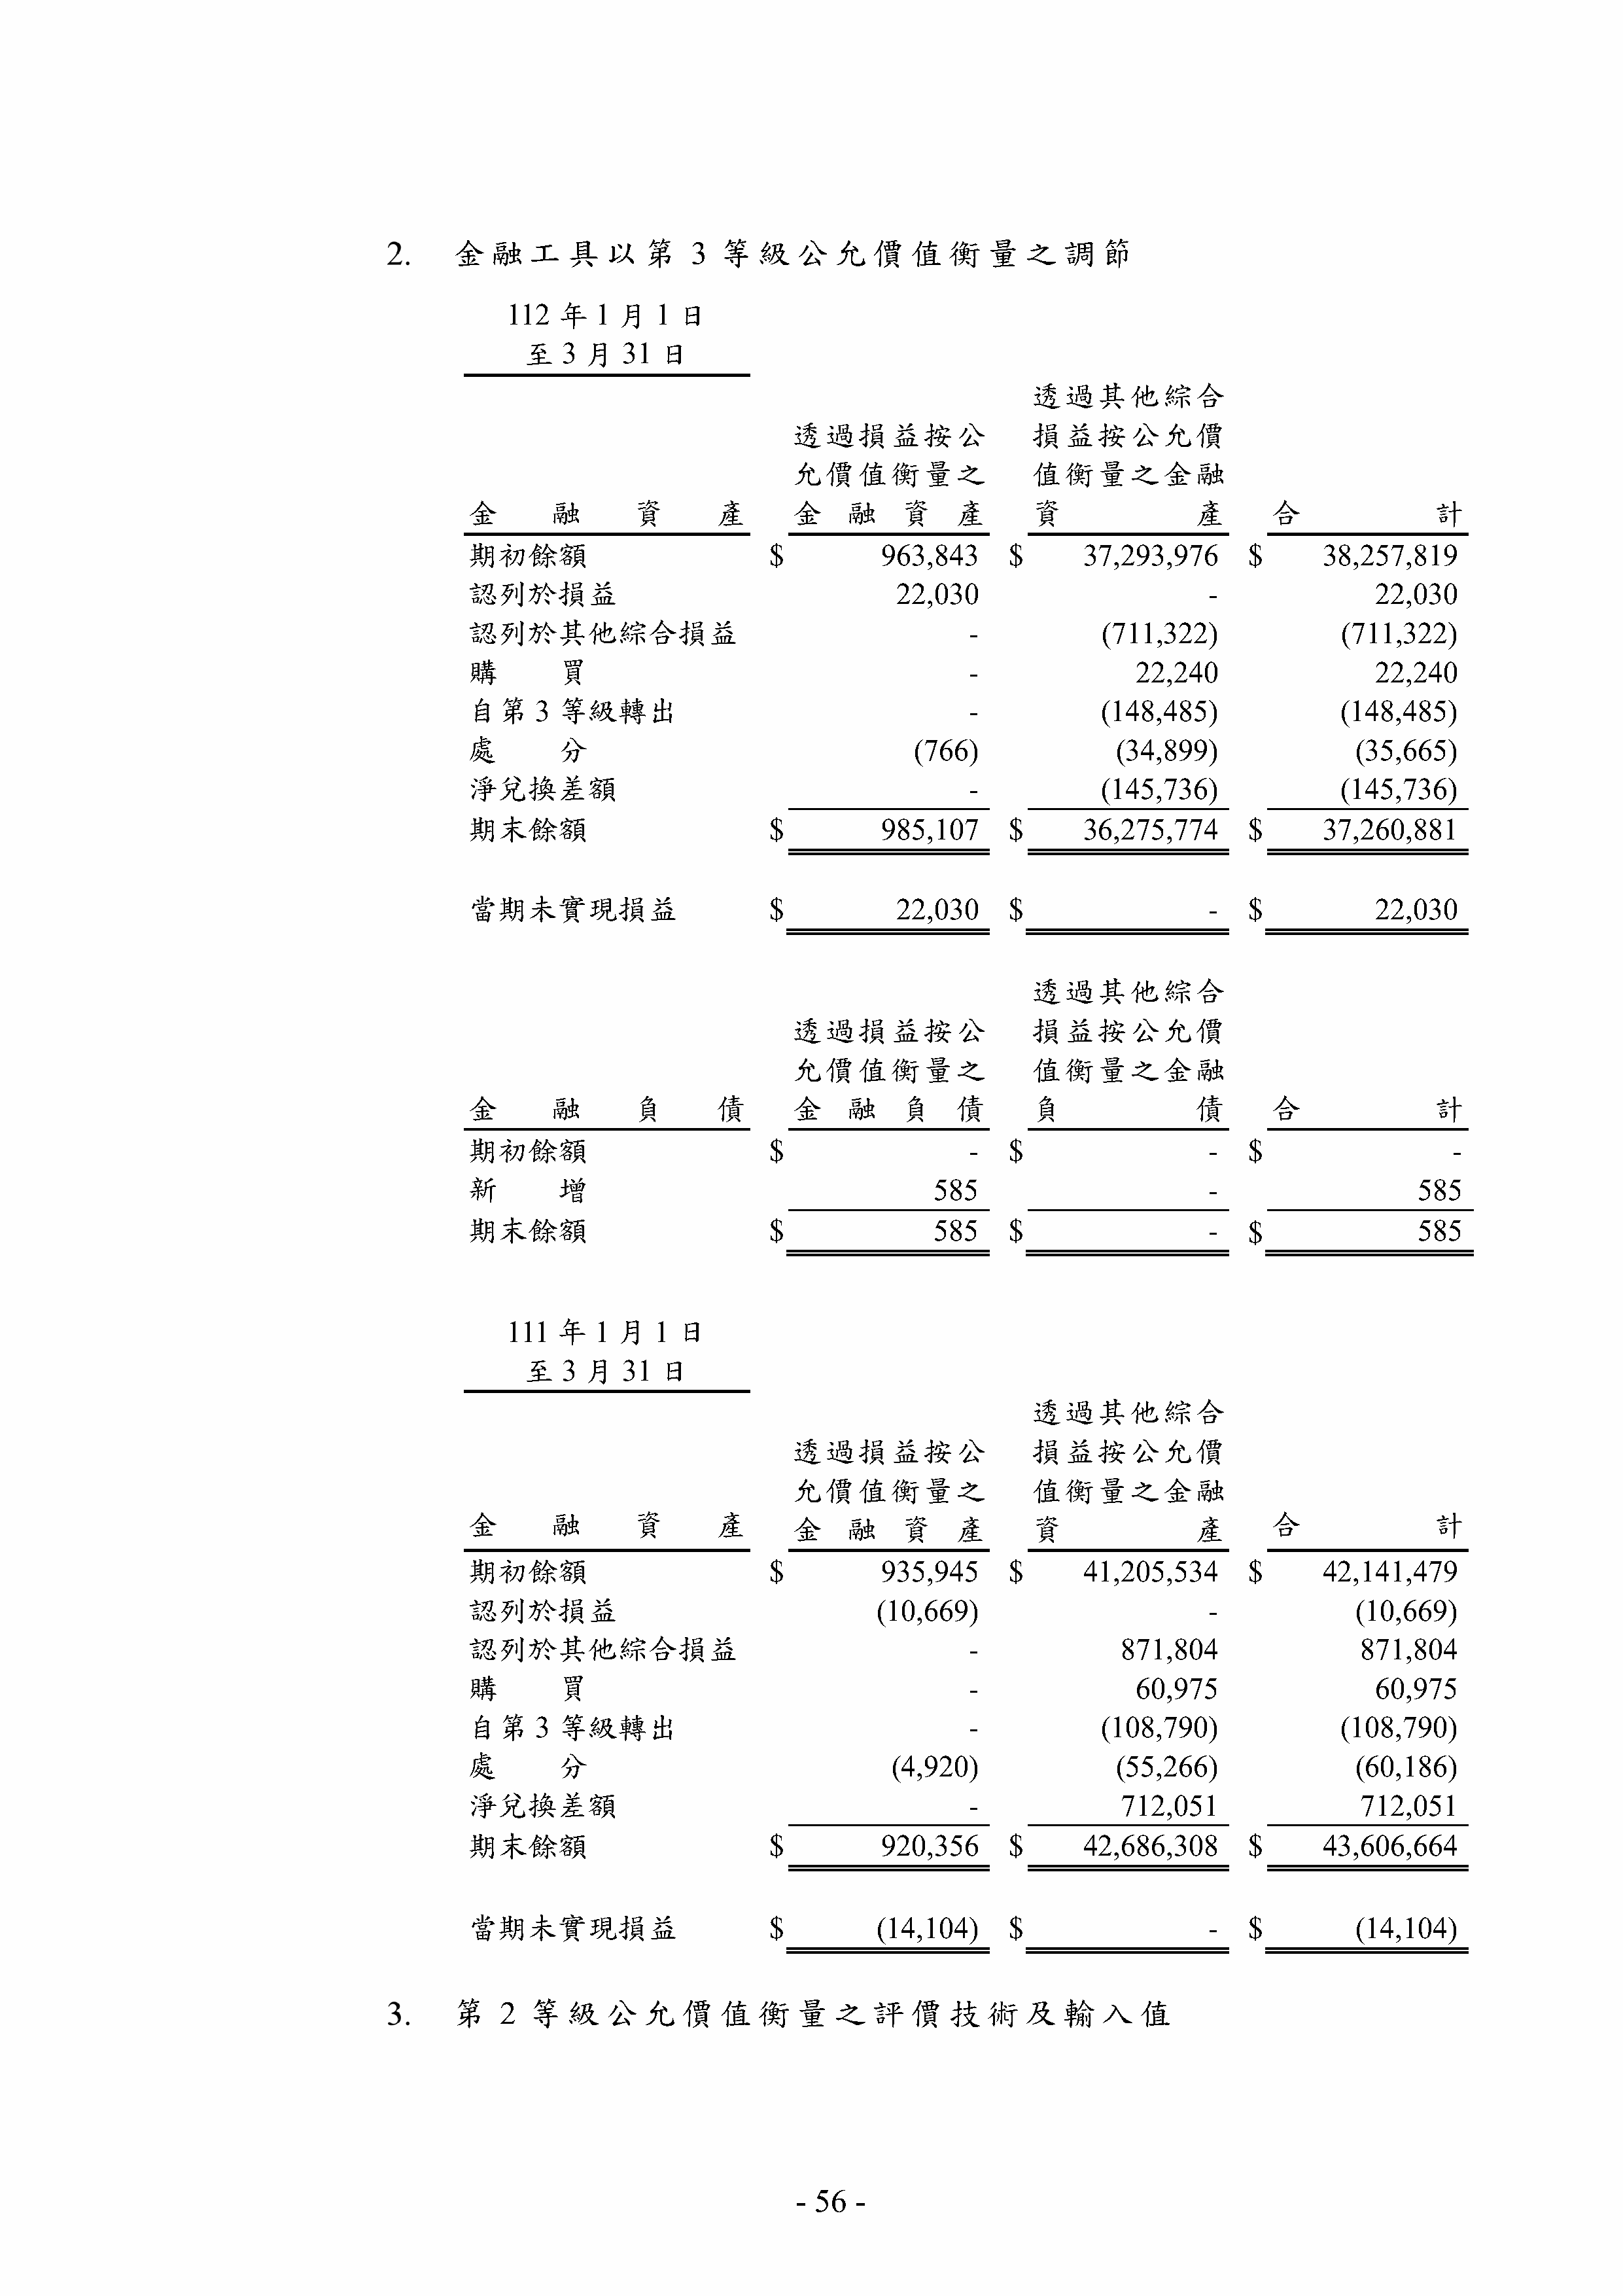 2. 金融工具以第 3 等級公允價值衡量之調節
112 年 1 月 1 日
至 3 月 31 日
透過其他綜合
透過損益按公 損益按公允價
允價值衡量之 值衡量之金融
金融資產 金融資產 資產 合計
期初餘額 $ 963,843 $ 37,293,976 $ 38,257,819
認列於損益 22,030 - 22,030
認列於其他綜合損益 - (711,322) (711,322)
購買 - 22,240 22,240
自第 3 等級轉出 - (148,485) (148,485)
處分 (766) (34,899) (35,665)
淨兌換差額 - (145,736) (145,736)
期末餘額 $ 985,107 $ 36,275,774 $ 37,260,881
當期未實現損益 $ 22,030 $ - $ 22,030
透過其他綜合
透過損益按公 損益按公允價
允價值衡量之 值衡量之金融
金融負債 金融負債 負債 合計
期初餘額 $ - $ - $ -
新增 585 - 585
期末餘額 $ 585 $ - $ 585
111 年 1 月 1 日
至 3 月 31 日
透過其他綜合
透過損益按公 損益按公允價
允價值衡量之 值衡量之金融
金融資產 金融資產 資產 合計
期初餘額 $ 935,945 $ 41,205,534 $ 42,141,479
認列於損益 (10,669) - (10,669)
認列於其他綜合損益 - 871,804 871,804
購買 - 60,975 60,975
自第 3 等級轉出 - (108,790) (108,790)
處分 (4,920) (55,266) (60,186)
淨兌換差額 - 712,051 712,051
期末餘額 $ 920,356 $ 42,686,308 $ 43,606,664
當期未實現損益 $ (14,104) $ - $ (14,104)
3. 第 2 等級公允價值衡量之評價技術及輸入值
- 56 -